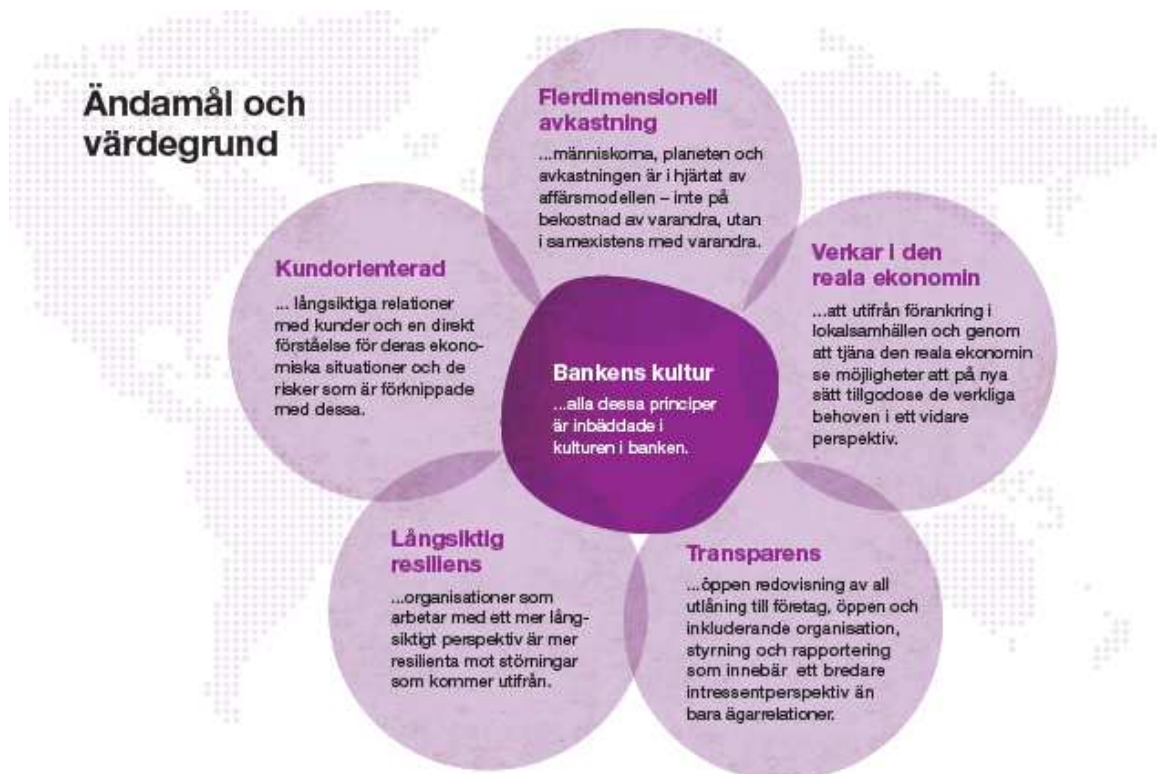 Ändamål och
värdegrund
Flerdimensionell
avkastning
...människorna, planeten och
avkastningen är i hjärtat av
affärsmodellen – inte på
bekostnad av varandra, utan
i samexistens med varandra.
Kundorienterad
... långsiktiga relationer
med kunder och en direkt
förståelse för deras ekono-
miska situationer och de
risker som är förknippade
med dessa.
Verkar i den
reala ekonomin
...att utifrån förankring i
lokalsamhällen och genom
att tjäna den reala ekonomin
se möjligheter att på nya
sätt tillgodose de verkliga
behoven i ett vidare
perspektiv.
Bankens kultur
...alla dessa principer
är inbäddade i
kulturen i banken.
Långsiktig
resiliens
...organisationer som
arbetar med ett mer lång-
siktigt perspektiv är mer
resilienta mot störningar
som kommer utifrån.
Transparens
...öppen redovisning av all
utlåning till företag, öppen och
inkluderande organisation,
styrning och rapportering
som innebär ett bredare
intressentperspektiv än
bara ägarrelationer.